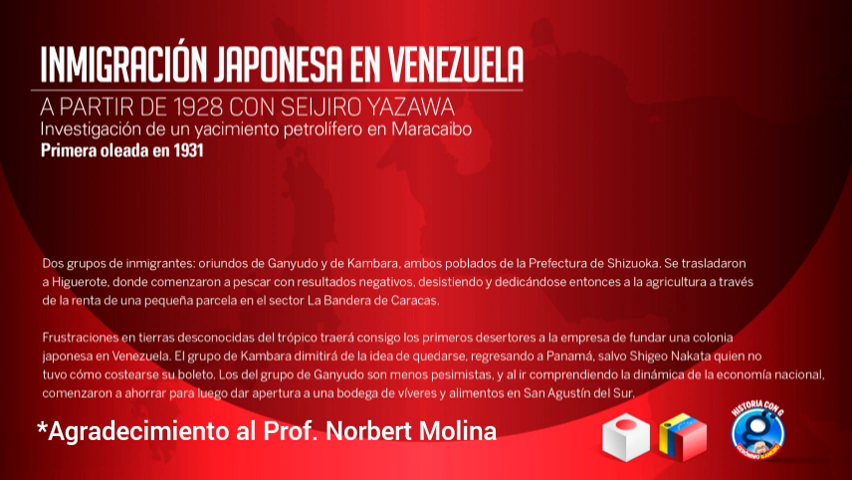 INMIGRACIÓN JAPONESA EN VENEZUELA
A PARTIR DE 1928 CON SEIJIRO YAZAWA
Investigación de un yacimiento petrolífero en Maracaibo
Primera oleada en 1931
Dos grupos de inmigrantes: oriundos de Ganyudo y de Kambara, ambos poblados de la Prefectura de Shizuoka. Se trasladaron
a Higuerote, donde comenzaron a pescar con resultados negativos, desistiendo y dedicándose entonces a la agricultura a través
de la renta de una pequeña parcela en el sector La Bandera de Caracas.
Frustraciones en tierras desconocidas del trópico traerá consigo los primeros desertores a la empresa de fundar una colonia
japonesa en Venezuela. El grupo de Kambara dimitirá de la idea de quedarse, regresando a Panamá, salvo Shigeo Nakata quien no
tuvo cómo costearse su boleto. Los del grupo de Ganyudo son menos pesimistas, y al ir comprendiendo la dinámica de la economía nacional,
comenzaron a ahorrar para luego dar apertura a una bodega de víveres y alimentos en San Agustín del Sur.
*Agradecimiento al Prof. Norbert Molina
HISTORIA CON G